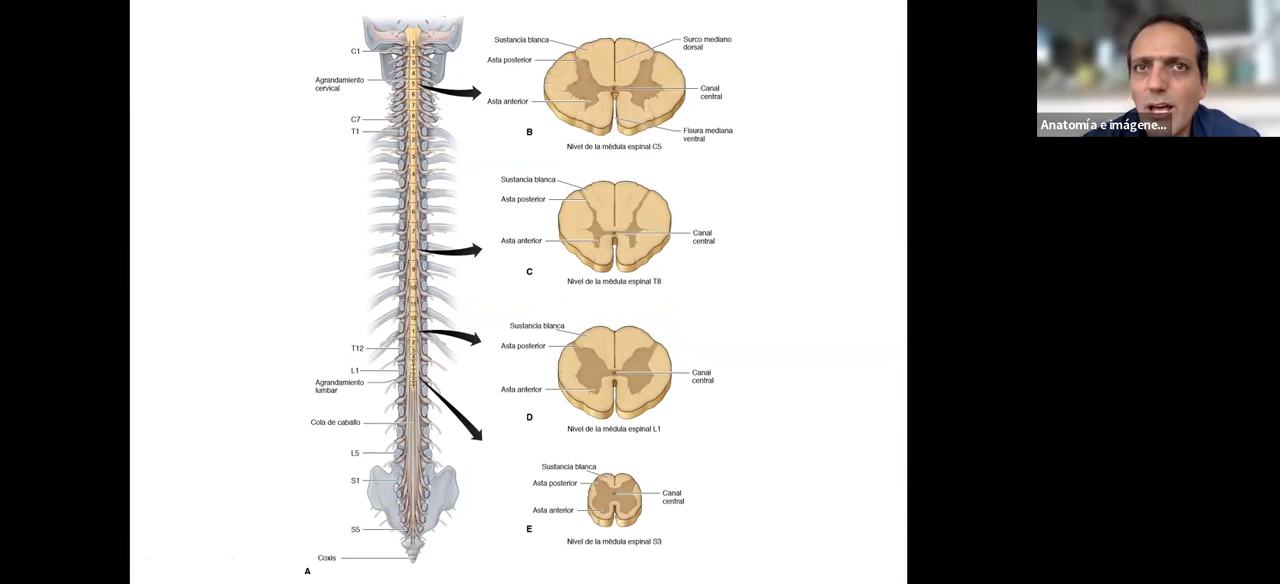 C1
Agrandamiento
cervical
C7
T1
T12
L1
Agrandamiento
lumbar
Cola de caballo
L5
S1
S5
Coxis
A
Sustancia blanca
Asta posterior
Asta anterior
Surco mediano
dorsal
Canal
central
Fisura mediana
ventral
B
Nivel de la médula espinal C5
Sustancia blanca
Asta posterior
Asta anterior
Canal
central
C
Nivel de la médula espinal T8
Sustancia blanca
Asta posterior
Asta anterior
Canal
central
D
Nivel de la médula espinal L1
Sustancia blanca
Asta posterior
Asta anterior
Canal
central
E
Nivel de la médula espinal S3
Anatomía e imágene...